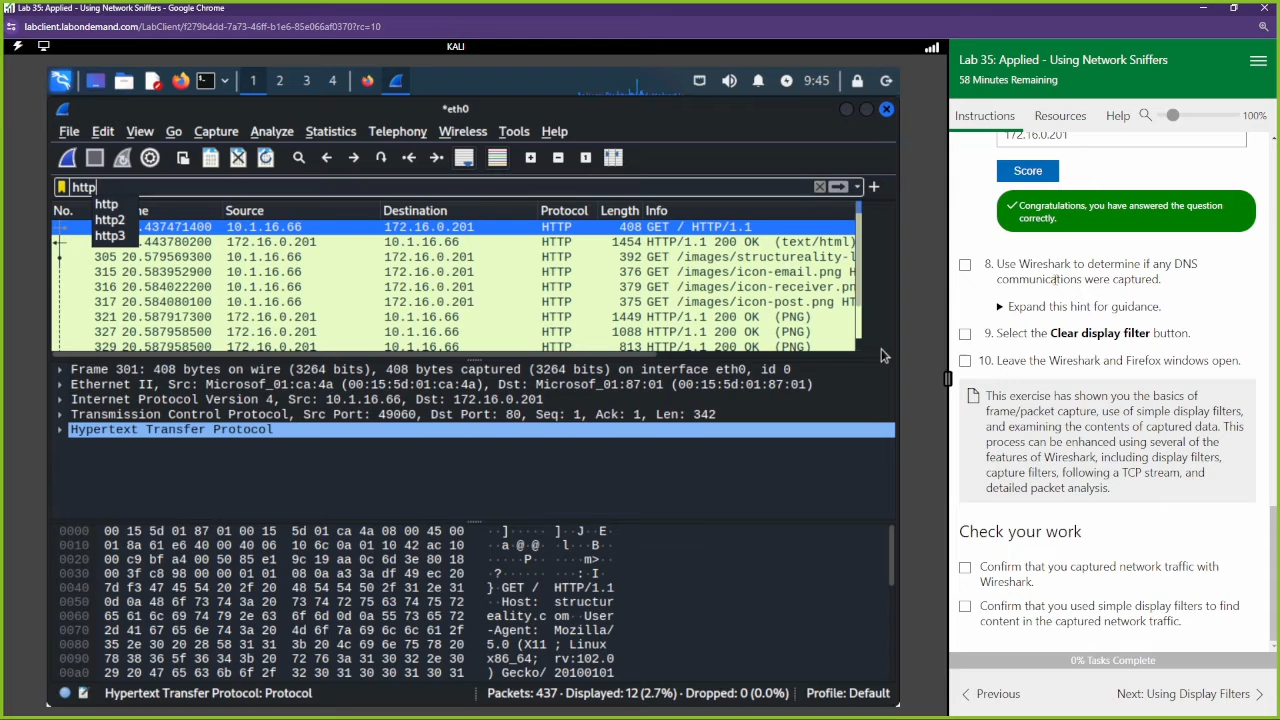 Lab 35: Applied - Using Network Sniffers - Google Chrome
labclient.labondemand.com/LabClient/f279b4dd-7a73-46ff-b1e6-85e066af0370?rc=10
KALI
1 2 3 4
9:45
*eth0
File Edit View Go Capture Analyze Statistics Telephony Wireless Tools Help
http
http
http2
http3
No. me Source Destination Protocol Length Info
.437471400 10.1.16.66 172.16.0.201 HTTP 408 GET / HTTP/1.1
.443780200 172.16.0.201 10.1.16.66 HTTP 1454 HTTP/1.1 200 OK (text/html)
305 20.579569300 10.1.16.66 172.16.0.201 HTTP 392 GET /images/structureality-l
316 20.583952900 10.1.16.66 172.16.0.201 HTTP 376 GET /images/icon-email.png H
316 20.584022200 10.1.16.66 172.16.0.201 HTTP 379 GET /images/icon-receiver.pn
317 20.584080100 10.1.16.66 172.16.0.201 HTTP 375 GET /images/icon-post.png HT
321 20.587917300 172.16.0.201 10.1.16.66 HTTP 1449 HTTP/1.1 200 OK (PNG)
327 20.587958500 172.16.0.201 10.1.16.66 HTTP 1088 HTTP/1.1 200 OK (PNG)
329 20.587958500 172.16.0.201 10.1.16.66 HTTP 813 HTTP/1.1 200 OK (PNG)
Frame 301: 408 bytes on wire (3264 bits), 408 bytes captured (3264 bits) on interface eth0, id 0
Ethernet II, Src: Microsof_01:ca:4a (00:15:5d:01:ca:4a), Dst: Microsof_01:87:01 (00:15:5d:01:87:01)
Internet Protocol Version 4, Src: 10.1.16.66, Dst: 172.16.0.201
Transmission Control Protocol, Src Port: 49060, Dst Port: 80, Seq: 1, Ack: 1, Len: 342
Hypertext Transfer Protocol
0000 00 15 5d 01 87 01 00 15 5d 01 ca 4a 08 00 45 00 ··]····· ]··J··E·
0010 01 8a 61 e6 40 00 40 06 10 6c 0a 01 10 42 ac 10 ··a·@·@· ·l···B··
0020 00 c9 bf a4 00 50 85 e1 9c 19 aa 0c 6d 3e 80 18 ·····P·· ····m>··
0030 00 3f c8 98 00 00 01 01 08 0a a3 3a df 49 ec 20 ·?······ ···:·I· 
0040 7d f3 47 45 54 20 2f 20 48 54 54 50 2f 31 2e 31 }·GET / HTTP/1.1
0050 0d 0a 48 6f 73 74 3a 20 73 74 72 75 63 74 75 72 ··Host: structur
0060 65 61 6c 69 74 79 2e 63 6f 6d 0d 0a 55 73 65 72 eality.c om··User
0070 2d 41 67 65 6e 74 3a 20 4d 6f 7a 69 6c 6c 61 2f -Agent: Mozilla/
0080 35 2e 30 20 28 58 31 31 3b 20 4c 69 6e 75 78 20 5.0 (X11 ; Linux
0090 78 38 36 5f 36 34 3b 20 72 76 3a 31 30 32 2e 30 x86_64; rv:102.0
00a0 29 20 47 65 63 6b 6f 2f 32 30 31 30 30 31 30 31 ) Gecko/ 20100101
Hypertext Transfer Protocol: Protocol Packets: 437 · Displayed: 12 (2.7%) · Dropped: 0 (0.0%) Profile: Default
Lab 35: Applied - Using Network Sniffers
58 Minutes Remaining
Instructions Resources Help 100%
172.16.0.201
Score
Congratulations, you have answered the question
correctly.
8. Use Wireshark to determine if any DNS
communications were captured.
Expand this hint for guidance.
9. Select the Clear display filter button.
10. Leave the Wireshark and Firefox windows open.
This exercise has shown you the basics of
frame/packet capture, use of simple display filters,
and examining the contents of captured data. This
process can be enhanced using several of the
features of Wireshark, including display filters,
capture filters, following a TCP stream, and
detailed packet analysis.
Check your work
Confirm that you captured network traffic with
Wireshark.
Confirm that you used simple display filters to find
content in the captured network traffic.
0% Tasks Complete
Previous Next: Using Display Filters